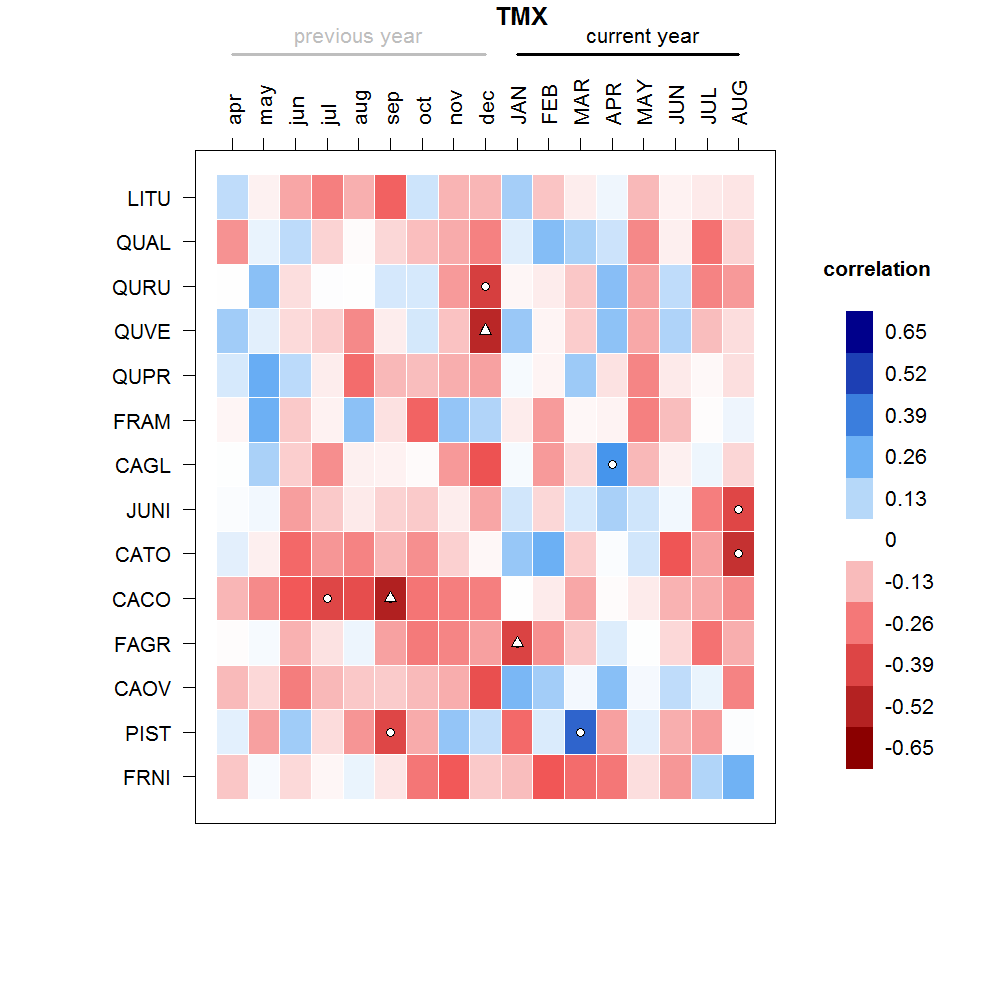 TMX
previous year current year
apr may jun jul aug sep oct nov dec JAN FEB MAR APR MAY JUN JUL AUG
LITU
QUAL
QURU
QUVE
QUPR
FRAM
CAGL
JUNI
CATO
CACO
FAGR
CAOV
PIST
FRNI
correlation
0.65
0.52
0.39
0.26
0.13
0
-0.13
-0.26
-0.39
-0.52
-0.65